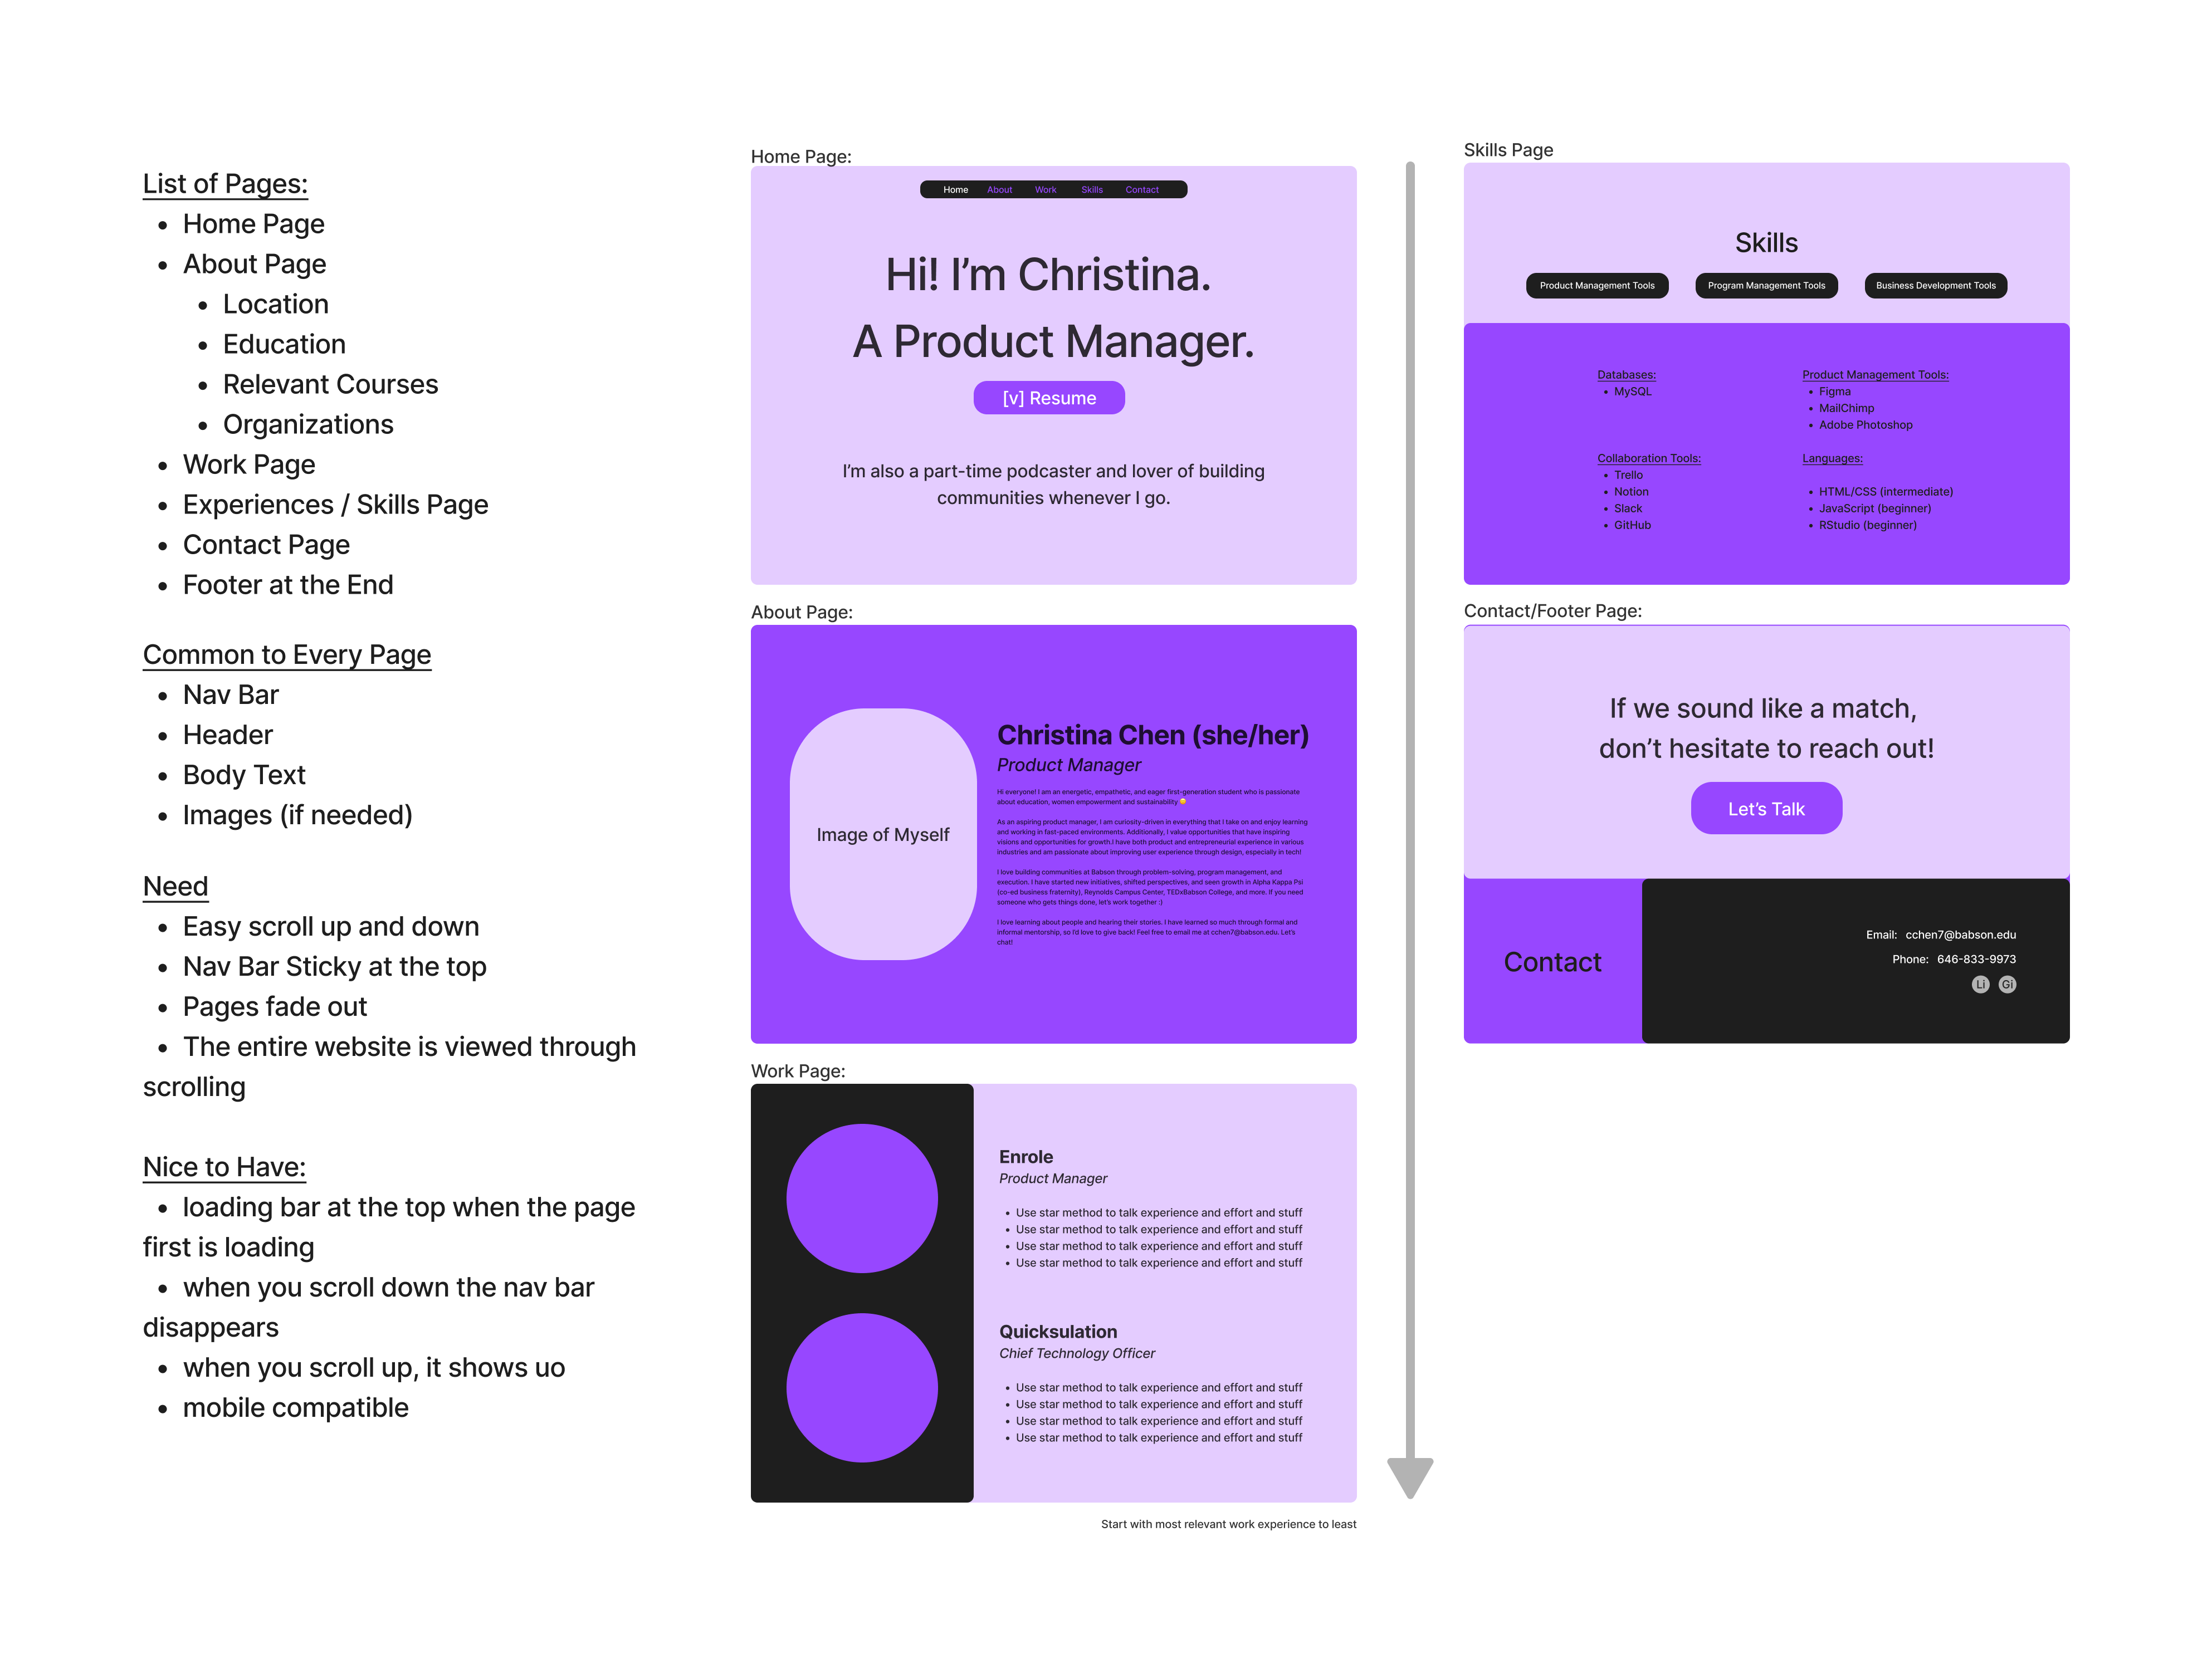 List of Pages:
• Home Page
• About Page
• Location
• Education
• Relevant Courses
• Organizations
• Work Page
• Experiences / Skills Page
• Contact Page
• Footer at the End
Common to Every Page
• Nav Bar
• Header
• Body Text
• Images (if needed)
Need
• Easy scroll up and down
• Nav Bar Sticky at the top
• Pages fade out
• The entire website is viewed through
scrolling
Nice to Have:
• loading bar at the top when the page
first is loading
• when you scroll down the nav bar
disappears
• when you scroll up, it shows uo
• mobile compatible
Home Page:
Home About Work Skills Contact
Hi! I’m Christina.
A Product Manager.
[v] Resume
I’m also a part-time podcaster and lover of building
communities whenever I go.
About Page:
Image of Myself
Christina Chen (she/her)
Product Manager
Hi everyone! I am an energetic, empathetic, and eager first-generation student who is passionate
about education, women empowerment and sustainability 😊
As an aspiring product manager, I am curiosity-driven in everything that I take on and enjoy learning
and working in fast-paced environments. Additionally, I value opportunities that have inspiring
visions and opportunities for growth.I have both product and entrepreneurial experience in various
industries and am passionate about improving user experience through design, especially in tech!
I love building communities at Babson through problem-solving, program management, and
execution. I have started new initiatives, shifted perspectives, and seen growth in Alpha Kappa Psi
(co-ed business fraternity), Reynolds Campus Center, TEDxBabson College, and more. If you need
someone who gets things done, let’s work together :)
I love learning about people and hearing their stories. I have learned so much through formal and
informal mentorship, so I’d love to give back! Feel free to email me at cchen7@babson.edu. Let’s
chat!
Work Page:
Enrole
Product Manager
• Use star method to talk experience and effort and stuff
• Use star method to talk experience and effort and stuff
• Use star method to talk experience and effort and stuff
• Use star method to talk experience and effort and stuff
Quicksulation
Chief Technology Officer
• Use star method to talk experience and effort and stuff
• Use star method to talk experience and effort and stuff
• Use star method to talk experience and effort and stuff
• Use star method to talk experience and effort and stuff
Start with most relevant work experience to least
Skills Page
Skills
Product Management Tools
Program Management Tools
Business Development Tools
Databases:
• MySQL
Product Management Tools:
• Figma
• MailChimp
• Adobe Photoshop
Collaboration Tools:
• Trello
• Notion
• Slack
• GitHub
Languages:
• HTML/CSS (intermediate)
• JavaScript (beginner)
• RStudio (beginner)
Contact/Footer Page:
If we sound like a match,
don’t hesitate to reach out!
Let’s Talk
Contact
Email: cchen7@babson.edu
Phone: 646-833-9973
Li Gi